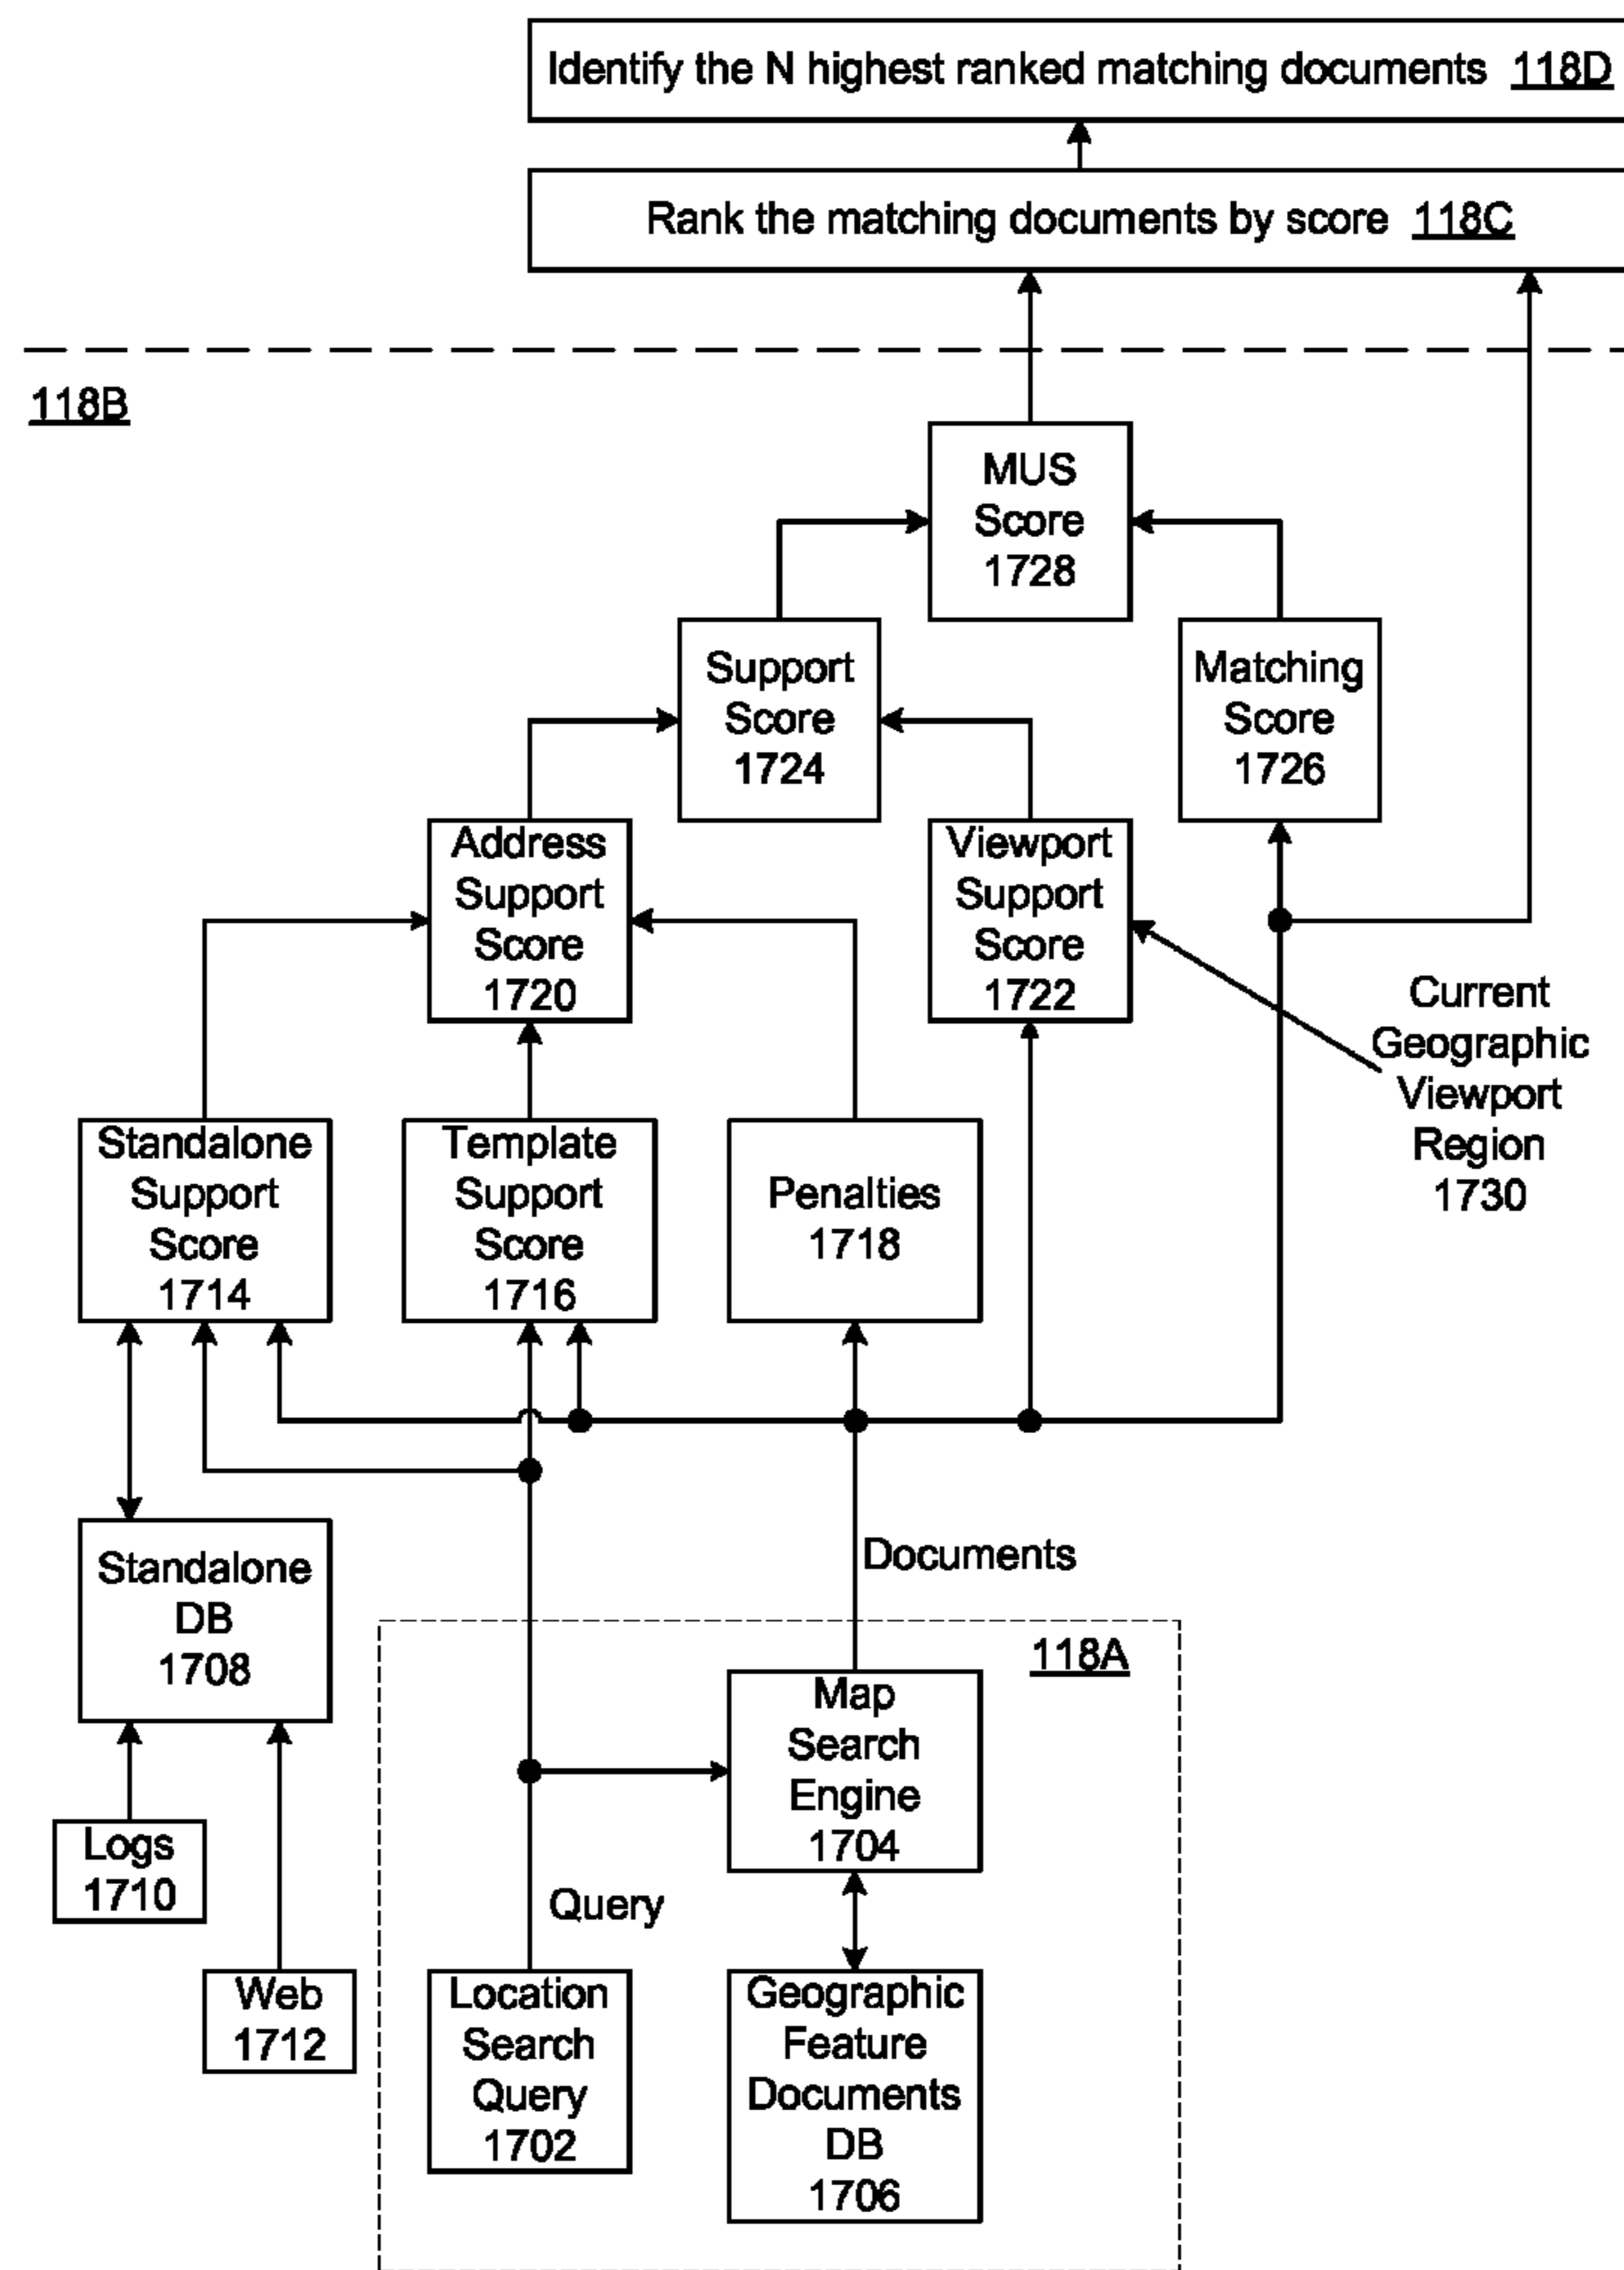 Identify the N highest ranked matching documents 118D
Rank the matching documents by score 118C
118B
MUS
Score
1728
Support
Score
1724
Matching
Score
1726
Address
Support
Score
1720
Viewport
Support
Score
1722
Current
Geographic
Viewport
Region
1730
Standalone
Support
Score
1714
Template
Support
Score
1716
Penalties
1718
Standalone
DB
1708
Documents
118A
Map
Search
Engine
1704
Logs
1710
Query
Web
1712
Location
Search
Query
1702
Geographic
Feature
Documents
DB
1706